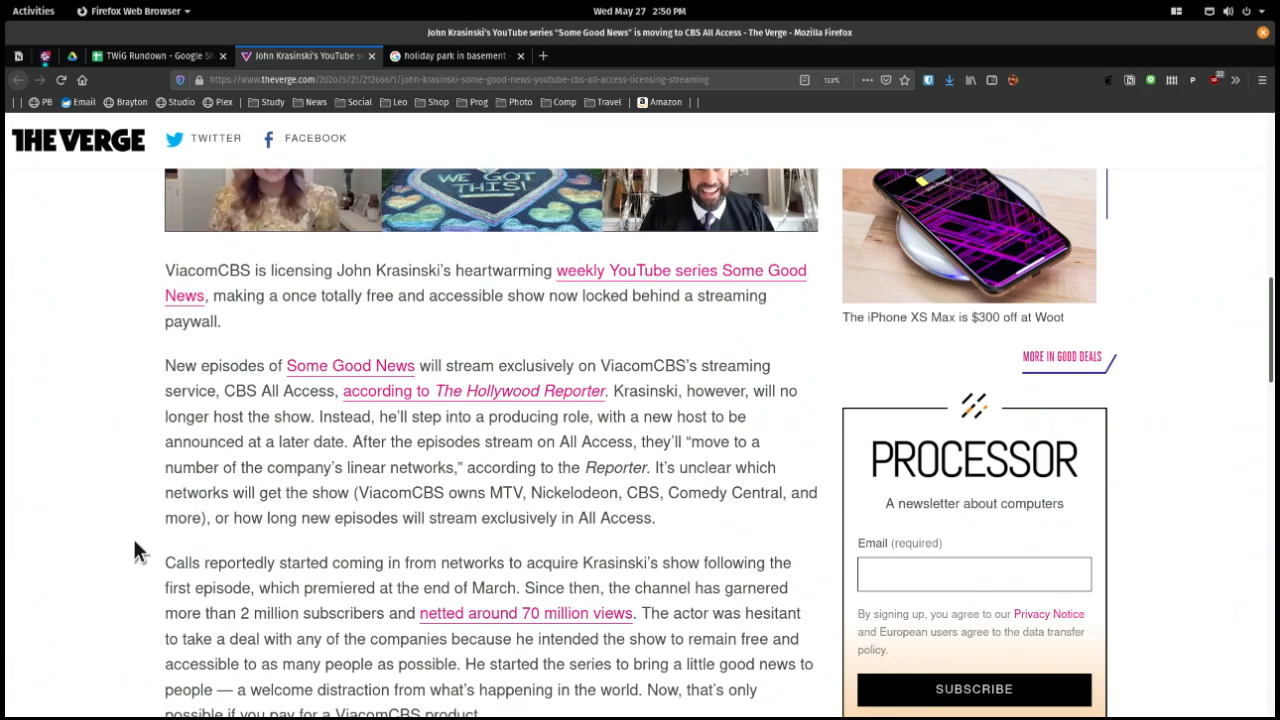 Activities
Firefox Web Browser
Wed May 27 2:50 PM
John Krasinski's YouTube series "Some Good News" is moving to CBS All Access - The Verge - Mozilla Firefox
TWiG Rundown - Google Sh
John Krasinski's YouTube s
holiday park in basement -
https://www.theverge.com/2020/5/21/21266671/john-krasinski-some-good-news-youtube-cbs-all-access-licensing-streaming
133%
22
PB
Email
Brayton
Studio
Plex
Study
News
Social
Leo
Shop
Prog
Photo
Comp
Travel
Amazon
THE VERGE
TWITTER
FACEBOOK
WE GOT
THIS!
ViacomCBS is licensing John Krasinski's heartwarming weekly YouTube series Some Good
News, making a once totally free and accessible show now locked behind a streaming
paywall.
New episodes of Some Good News will stream exclusively on ViacomCBS's streaming
service, CBS All Access, according to The Hollywood Reporter. Krasinski, however, will no
longer host the show. Instead, he'll step into a producing role, with a new host to be
announced at a later date. After the episodes stream on All Access, they'll "move to a
number of the company's linear networks," according to the Reporter. It's unclear which
networks will get the show (ViacomCBS owns MTV, Nickelodeon, CBS, Comedy Central, and
more), or how long new episodes will stream exclusively in All Access.
Calls reportedly started coming in from networks to acquire Krasinski's show following the
first episode, which premiered at the end of March. Since then, the channel has garnered
more than 2 million subscribers and netted around 70 million views. The actor was hesitant
to take a deal with any of the companies because he intended the show to remain free and
accessible to as many people as possible. He started the series to bring a little good news to
people — a welcome distraction from what's happening in the world. Now, that's only
possible if you pay for a ViacomCBS product.
The iPhone XS Max is $300 off at Woot
MORE IN GOOD DEALS
PROCESSOR
A newsletter about computers
Email (required)
By signing up, you agree to our Privacy Notice
and European users agree to the data transfer
policy.
SUBSCRIBE